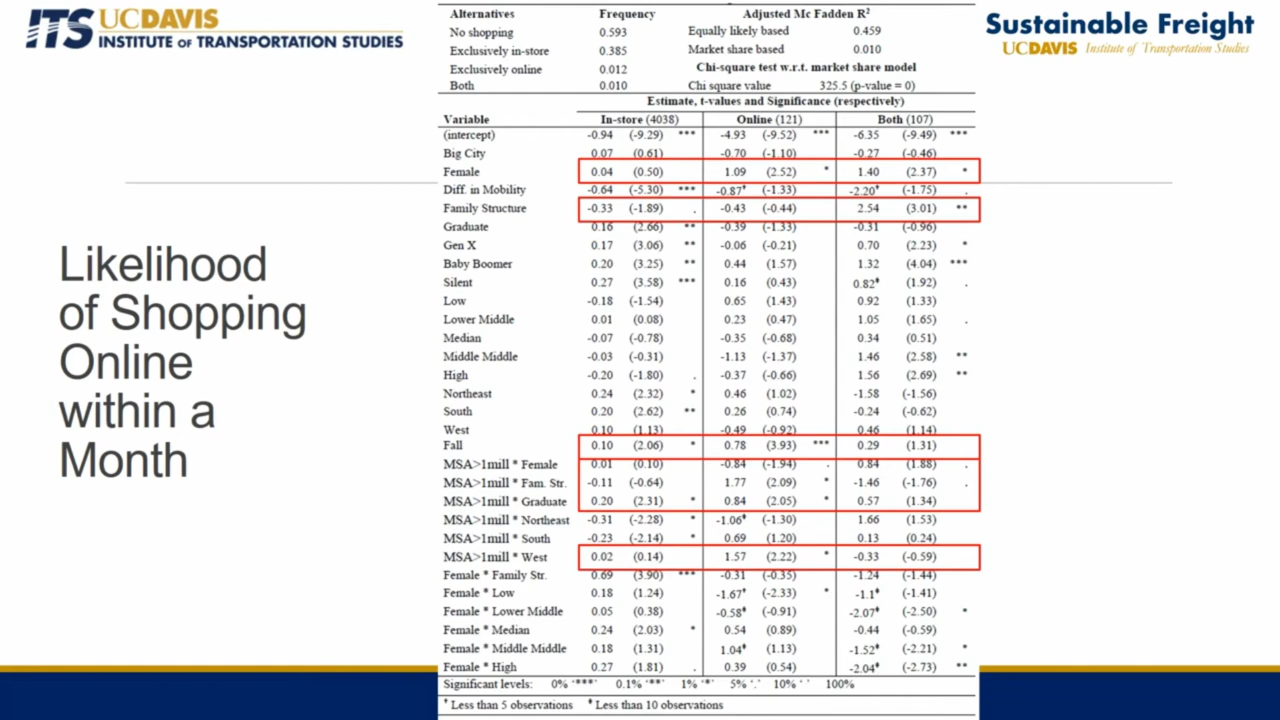 ITS UCDAVIS
INSTITUTE OF TRANSPORTATION STUDIES
Sustainable Freight
UCDAVIS Institute of Transportation Studies
Likelihood
of Shopping
Online
within a
Month
Alternatives Frequency Adjusted Mc Fadden R²
No shopping 0.593 Equally likely based 0.459
Exclusively in-store 0.385 Market share based 0.010
Exclusively online 0.012 Chi-square test w.r.t. market share model
Both 0.010 Chi square value 325.5 (p-value = 0)
Estimate, t-values and Significance (respectively)
Variable In-store (4038) Online (121) Both (107)
(intercept) -0.94 (-9.29) *** -4.93 (-9.52) *** -6.35 (-9.49) ***
Big City 0.07 (0.61) -0.70 (-1.10) -0.27 (-0.46)
Female 0.04 (0.50) 1.09 (2.52) * 1.40 (2.37) *
Diff. in Mobility -0.64 (-5.30) *** -0.87‡ (-1.33) -2.20‡ (-1.75) .
Family Structure -0.33 (-1.89) . -0.43 (-0.44) 2.54 (3.01) **
Graduate 0.16 (2.66) ** -0.39 (-1.33) -0.31 (-0.96)
Gen X 0.17 (3.06) ** -0.06 (-0.21) 0.70 (2.23) *
Baby Boomer 0.20 (3.25) ** 0.44 (1.57) 1.32 (4.04) ***
Silent 0.27 (3.58) *** 0.16 (0.43) 0.82‡ (1.92) .
Low -0.18 (-1.54) 0.65 (1.43) 0.92 (1.33)
Lower Middle 0.01 (0.08) 0.23 (0.47) 1.05 (1.65) .
Median -0.07 (-0.78) -0.35 (-0.68) 0.34 (0.51)
Middle Middle -0.03 (-0.31) -1.13 (-1.37) 1.46 (2.58) **
High -0.20 (-1.80) . -0.37 (-0.66) 1.56 (2.69) **
Northeast 0.24 (2.32) * 0.46 (1.02) -1.58 (-1.56)
South 0.20 (2.62) ** 0.26 (0.74) -0.24 (-0.62)
West 0.10 (1.13) -0.49 (-0.92) 0.46 (1.14)
Fall 0.10 (2.06) * 0.78 (3.93) *** 0.29 (1.31)
MSA>1mill * Female 0.01 (0.10) -0.84 (-1.94) . 0.84 (1.88) .
MSA>1mill * Fam. Str. -0.11 (-0.64) 1.77 (2.09) * -1.46 (-1.76) .
MSA>1mill * Graduate 0.20 (2.31) * 0.84 (2.05) * 0.57 (1.34)
MSA>1mill * Northeast -0.31 (-2.28) * -1.06‡ (-1.30) 1.66 (1.53)
MSA>1mill * South -0.23 (-2.14) * 0.69 (1.20) 0.13 (0.24)
MSA>1mill * West 0.02 (0.14) 1.57 (2.22) * -0.33 (-0.59)
Female * Family Str. 0.69 (3.90) *** -0.31 (-0.35) -1.24 (-1.44)
Female * Low 0.18 (1.24) -1.67‡ (-2.33) * -1.1‡ (-1.41)
Female * Lower Middle 0.05 (0.38) -0.58‡ (-0.91) -2.07‡ (-2.50) *
Female * Median 0.24 (2.03) * 0.54 (0.89) -0.44 (-0.59)
Female * Middle Middle 0.18 (1.31) 1.04‡ (1.13) -1.52‡ (-2.21) *
Female * High 0.27 (1.81) . 0.39 (0.54) -2.04‡ (-2.73) **
Significant levels: 0% '***' 0.1% '**' 1% '*' 5% '.' 10% ' ' 100%
† Less than 5 observations ‡ Less than 10 observations